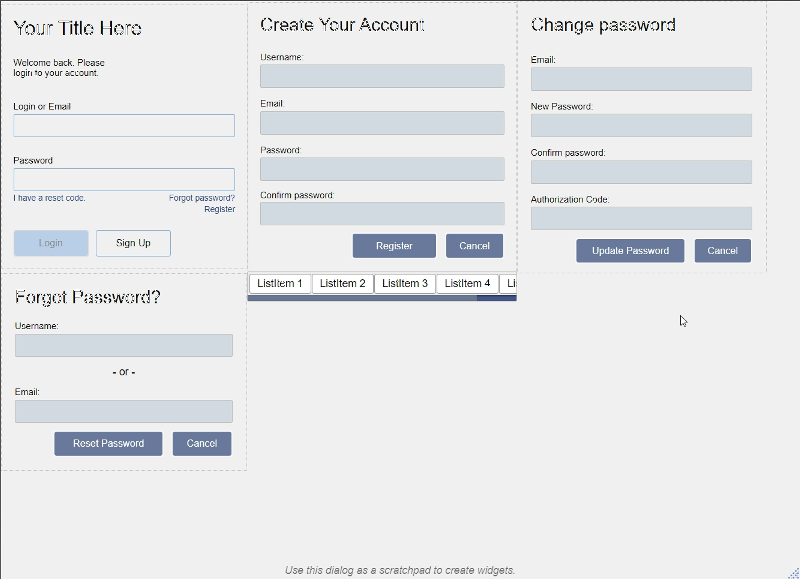 Your Title Here
Welcome back. Please
login to your account.
Login or Email
Password
I have a reset code.
Forgot password?
Register
Login
Sign Up
Create Your Account
Username:
Email:
Password:
Confirm password:
Register
Cancel
Change password
Email:
New Password:
Confirm password:
Authorization Code:
Update Password
Cancel
Forgot Password?
Username:
- or -
Email:
Reset Password
Cancel
ListItem 1
ListItem 2
ListItem 3
ListItem 4
Use this dialog as a scratchpad to create widgets.